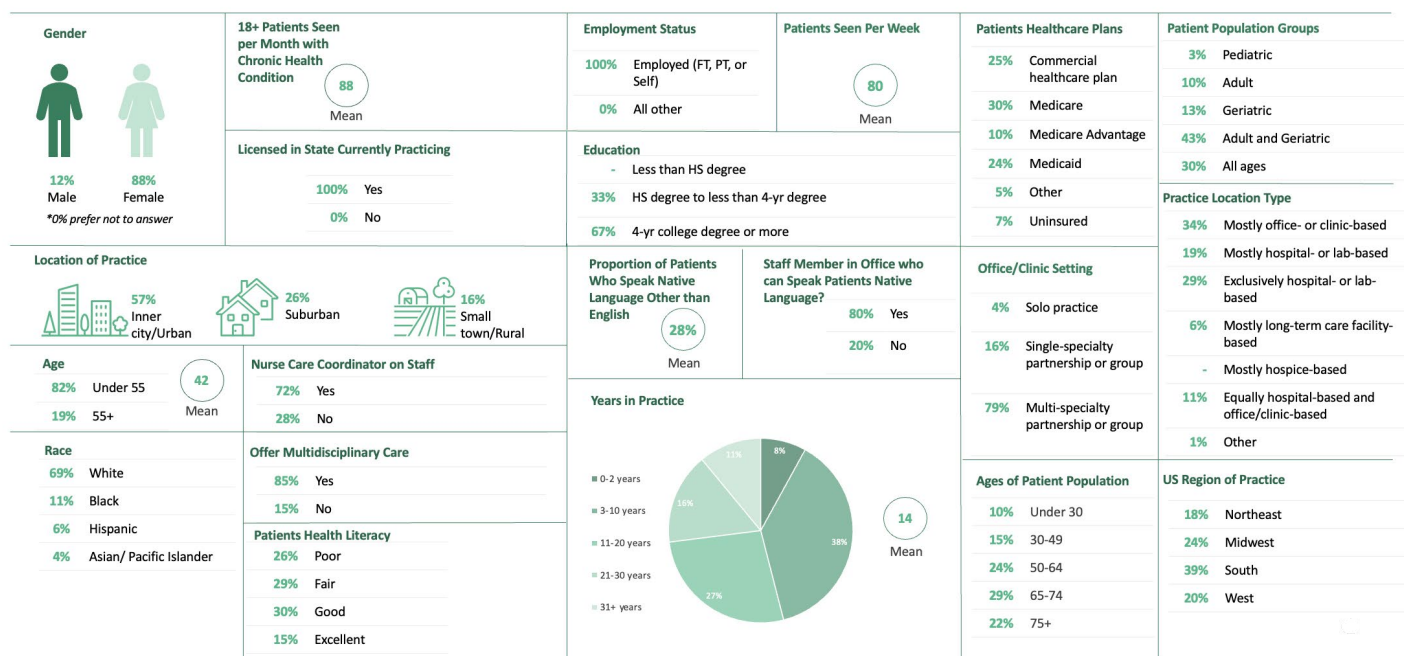 Gender
12%
Male
88%
Female
*0% prefer not to answer
18+ Patients Seen
per Month with
Chronic Health
Condition
88
Mean
Licensed in State Currently Practicing
100% Yes
0% No
Employment Status
100% Employed (FT, PT, or
Self)
0% All other
Patients Seen Per Week
80
Mean
Education
- Less than HS degree
33% HS degree to less than 4-yr degree
67% 4-yr college degree or more
Patients Healthcare Plans
25% Commercial
healthcare plan
30% Medicare
10% Medicare Advantage
24% Medicaid
5% Other
7% Uninsured
Patient Population Groups
3% Pediatric
10% Adult
13% Geriatric
43% Adult and Geriatric
30% All ages
Practice Location Type
34% Mostly office- or clinic-based
19% Mostly hospital- or lab-based
29% Exclusively hospital- or lab-
based
6% Mostly long-term care facility-
based
- Mostly hospice-based
11% Equally hospital-based and
office/clinic-based
1% Other
Location of Practice
57%
Inner
city/Urban
26%
Suburban
16%
Small
town/Rural
Proportion of Patients
Who Speak Native
Language Other than
English
28%
Mean
Staff Member in Office who
can Speak Patients Native
Language?
80% Yes
20% No
Office/Clinic Setting
4% Solo practice
16% Single-specialty
partnership or group
79% Multi-specialty
partnership or group
Age
82% Under 55
19% 55+
42
Mean
Nurse Care Coordinator on Staff
72% Yes
28% No
Race
69% White
11% Black
6% Hispanic
4% Asian/ Pacific Islander
Offer Multidisciplinary Care
85% Yes
15% No
Patients Health Literacy
26% Poor
29% Fair
30% Good
15% Excellent
Years in Practice
0-2 years
3-10 years
11-20 years
21-30 years
31+ years
8%
38%
27%
16%
11%
14
Mean
Ages of Patient Population
10% Under 30
15% 30-49
24% 50-64
29% 65-74
22% 75+
US Region of Practice
18% Northeast
24% Midwest
39% South
20% West